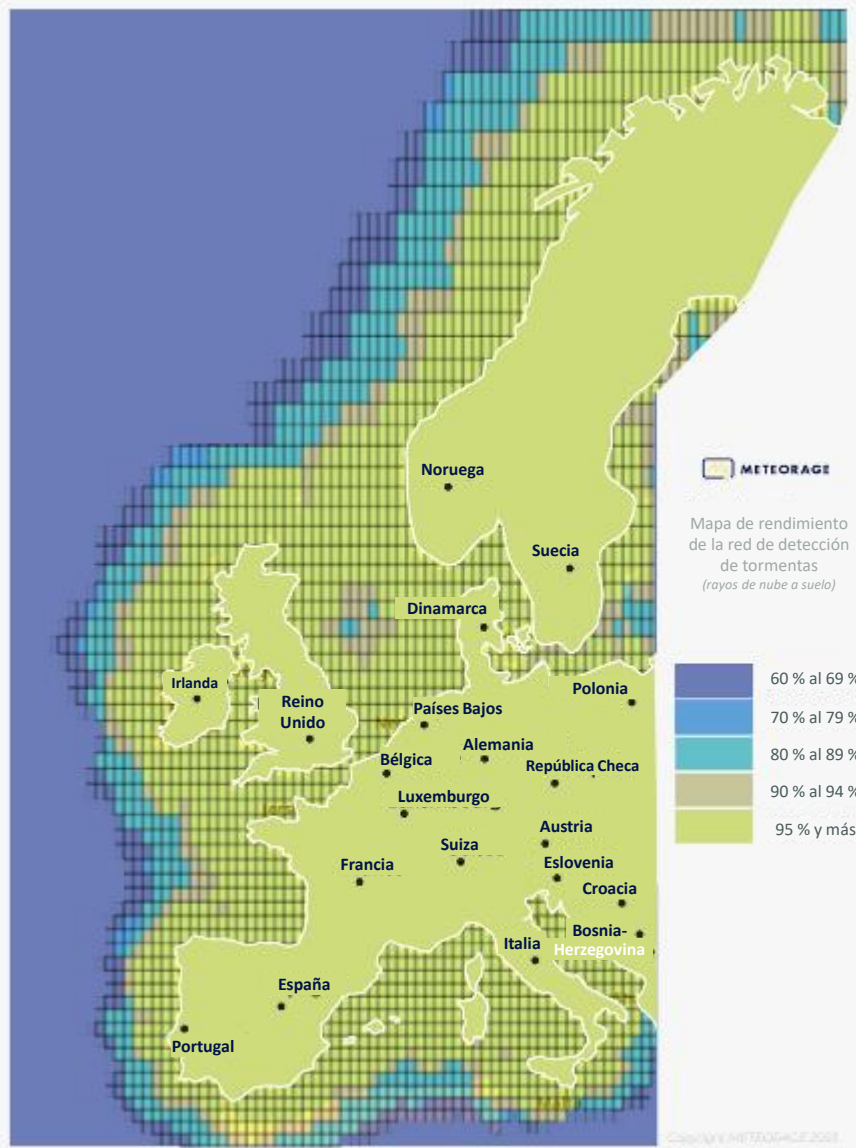 Noruega
Suecia
Dinamarca
Irlanda
Reino
Unido
Países Bajos
Polonia
Bélgica
Alemania
República Checa
Luxemburgo
Austria
Suiza
Francia
Eslovenia
Croacia
Bosnia-
Herzegovina
Italia
España
Portugal
METEORAGE
Mapa de rendimiento
de la red de detección
de tormentas
(rayos de nube a suelo)
60 % al 69 %
70 % al 79 %
80 % al 89 %
90 % al 94 %
95 % y más
Copyright METEORAGE